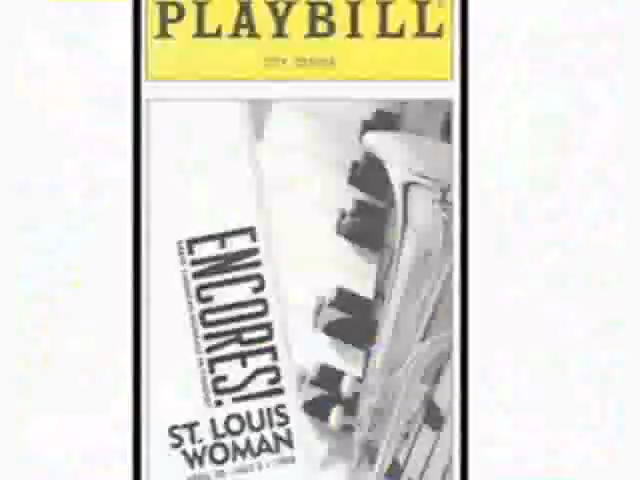 PLAYBILL
CITY CENTER
ENCORES!
ST. LOUIS
WOMAN